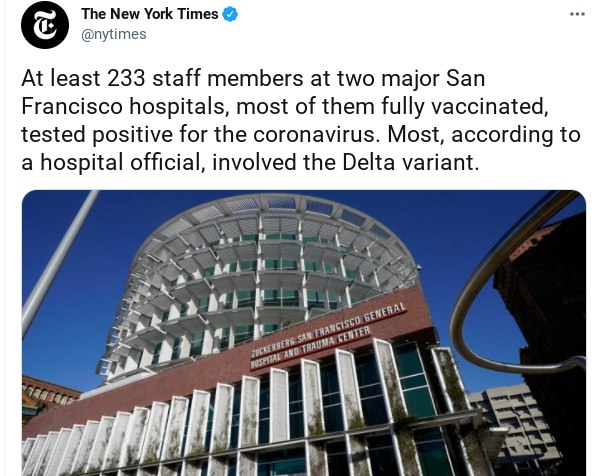 The New York Times
@nytimes
At least 233 staff members at two major San
Francisco hospitals, most of them fully vaccinated,
tested positive for the coronavirus. Most, according to
a hospital official, involved the Delta variant.
ZUCKERBERG SAN FRANCISCO GENERAL
HOSPITAL AND TRAUMA CENTER